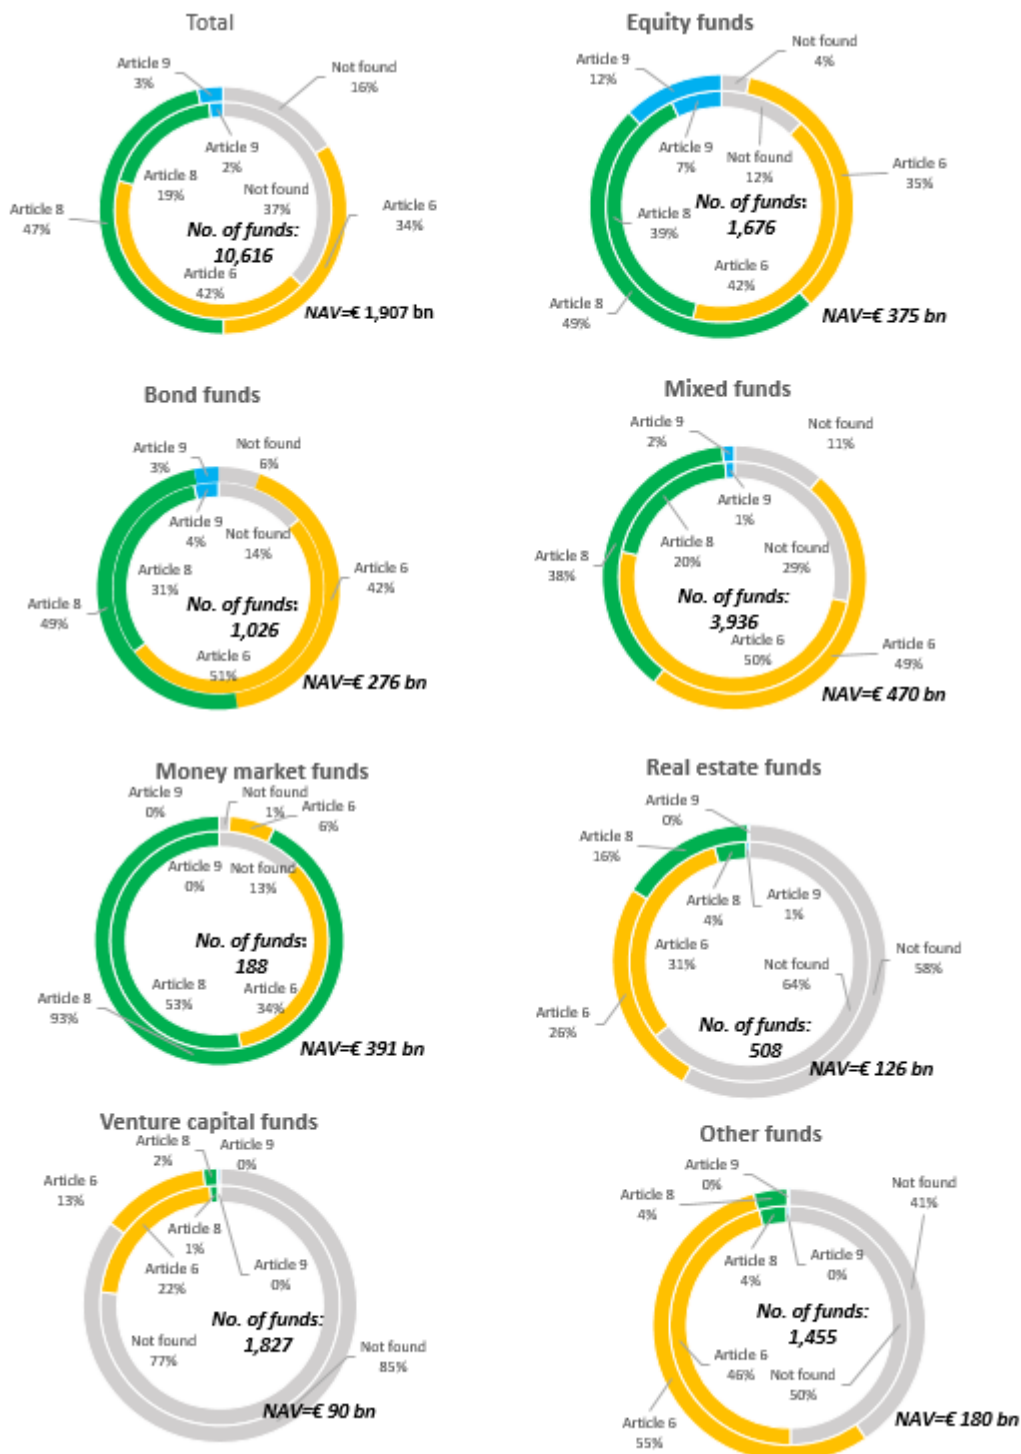 Total
Article 9
3%
Not found
16%
Article 9
2%
Article 8
19%
Not found
37%
Article 8
47%
Article 6
34%
No. of funds:
10,616
Article 6
42%
NAV=€ 1,907 bn
Equity funds
Article 9
12%
Not found
4%
Article 9
7%
Not found
12%
Article 6
35%
Article 8
39%
No. of funds:
1,676
Article 6
42%
Article 8
49%
NAV=€ 375 bn
Bond funds
Article 9
3%
Not found
6%
Article 9
4%
Not found
14%
Article 8
31%
Article 6
42%
Article 8
49%
No. of funds:
1,026
Article 6
51%
NAV=€ 276 bn
Mixed funds
Article 9
2%
Not found
11%
Article 9
1%
Article 8
20%
Not found
29%
Article 8
38%
No. of funds:
3,936
Article 6
50%
Article 6
49%
NAV=€ 470 bn
Money market funds
Article 9
0%
Not found
1%
Article 6
6%
Article 9
0%
Not found
13%
No. of funds:
188
Article 8
53%
Article 6
34%
Article 8
93%
NAV=€ 391 bn
Real estate funds
Article 9
0%
Article 8
16%
Article 8
4%
Article 9
1%
Article 6
31%
Not found
64%
Not found
58%
Article 6
26%
No. of funds:
508
NAV=€ 126 bn
Venture capital funds
Article 8
2%
Article 9
0%
Article 6
13%
Article 8
1%
Article 6
22%
Article 9
0%
No. of funds:
1,827
Not found
77%
Not found
85%
NAV=€ 90 bn
Other funds
Article 9
0%
Article 8
4%
Not found
41%
Article 8
4%
Article 9
0%
No. of funds:
1,455
Article 6
46%
Not found
50%
Article 6
55%
NAV=€ 180 bn